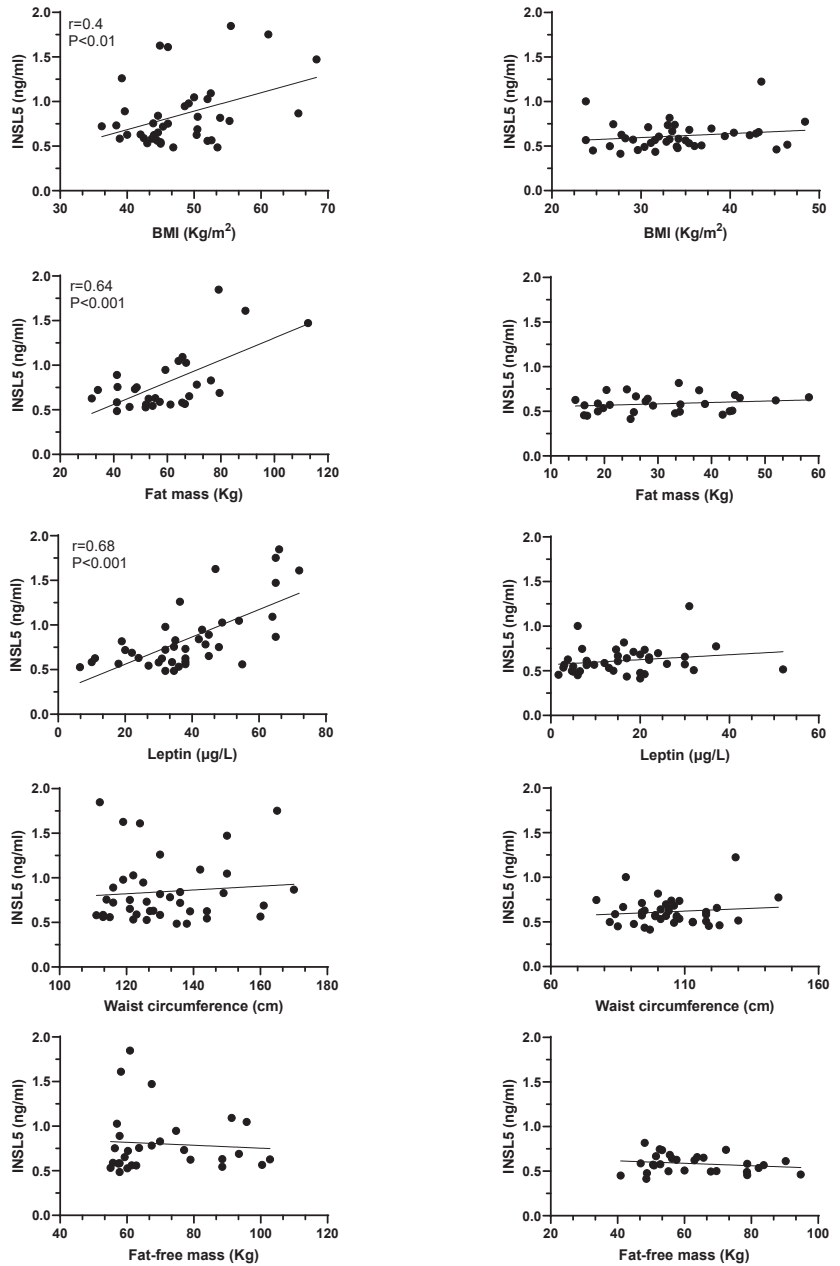 2.0
1.5
1.0
0.5
0.0
INSL5 (ng/ml)
r=0.4
P<0.01
30 40 50 60 70
BMI (Kg/m²)
2.0
1.5
1.0
0.5
0.0
INSL5 (ng/ml)
20 30 40 50
BMI (Kg/m²)
2.0
1.5
1.0
0.5
0.0
INSL5 (ng/ml)
r=0.64
P<0.001
20 40 60 80 100 120
Fat mass (Kg)
2.0
1.5
1.0
0.5
0.0
INSL5 (ng/ml)
10 20 30 40 50 60
Fat mass (Kg)
2.0
1.5
1.0
0.5
0.0
INSL5 (ng/ml)
r=0.68
P<0.001
0 20 40 60 80
Leptin (µg/L)
2.0
1.5
1.0
0.5
0.0
INSL5 (ng/ml)
0 20 40 60
Leptin (µg/L)
2.0
1.5
1.0
0.5
0.0
INSL5 (ng/ml)
100 120 140 160 180
Waist circumference (cm)
2.0
1.5
1.0
0.5
0.0
INSL5 (ng/ml)
60 110 160
Waist circumference (cm)
2.0
1.5
1.0
0.5
0.0
INSL5 (ng/ml)
40 60 80 100 120
Fat-free mass (Kg)
2.0
1.5
1.0
0.5
0.0
INSL5 (ng/ml)
20 40 60 80 100
Fat-free mass (Kg)